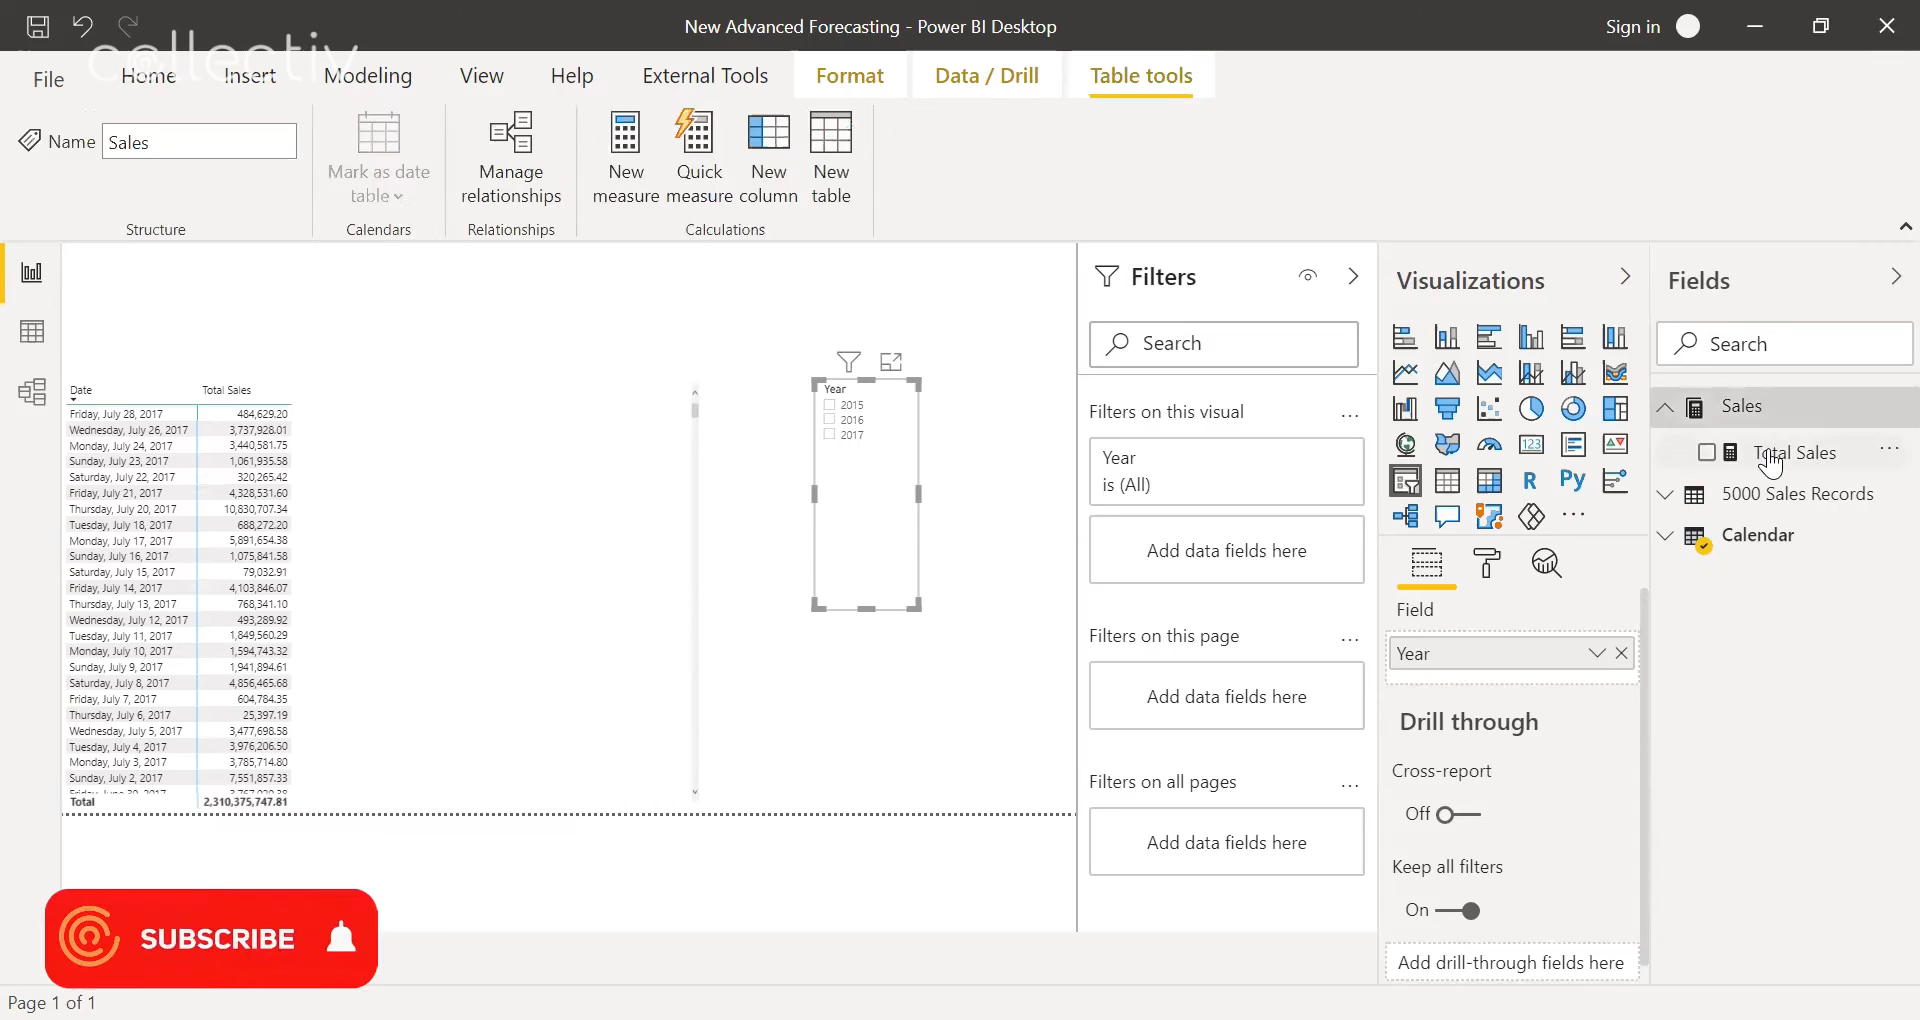 New Advanced Forecasting - Power BI Desktop
Sign in
collectiv
File
Home
Insert
Modeling
View
Help
External Tools
Format
Data / Drill
Table tools
Name
Sales
Structure
Mark as date
table
Calendars
Manage
relationships
Relationships
New
measure
Quick
measure
New
column
New
table
Calculations
Date
Total Sales
Friday, July 28, 2017 484,629.20
Wednesday, July 26, 2017 3,737,928.01
Monday, July 24, 2017 3,440,581.75
Sunday, July 23, 2017 1,061,935.58
Saturday, July 22, 2017 320,265.42
Friday, July 21, 2017 4,328,531.60
Thursday, July 20, 2017 10,830,707.34
Tuesday, July 18, 2017 688,272.20
Monday, July 17, 2017 5,891,654.38
Sunday, July 16, 2017 1,075,841.58
Saturday, July 15, 2017 79,032.91
Friday, July 14, 2017 4,103,846.07
Thursday, July 13, 2017 768,341.10
Wednesday, July 12, 2017 493,289.92
Tuesday, July 11, 2017 1,849,560.29
Monday, July 10, 2017 1,594,743.32
Sunday, July 9, 2017 1,941,894.61
Saturday, July 8, 2017 4,856,465.68
Friday, July 7, 2017 604,784.35
Thursday, July 6, 2017 25,397.19
Wednesday, July 5, 2017 3,477,698.58
Tuesday, July 4, 2017 3,976,206.50
Monday, July 3, 2017 3,785,714.80
Sunday, July 2, 2017 7,551,857.33
Total 2,310,375,747.81
Year
2015
2016
2017
SUBSCRIBE
Page 1 of 1
Filters
Search
Filters on this visual
Year
is (All)
Add data fields here
Filters on this page
Add data fields here
Filters on all pages
Add data fields here
Visualizations
123
R
Py
Field
Year
Drill through
Cross-report
Off
Keep all filters
On
Add drill-through fields here
Fields
Search
Sales
Total Sales
5000 Sales Records
Calendar